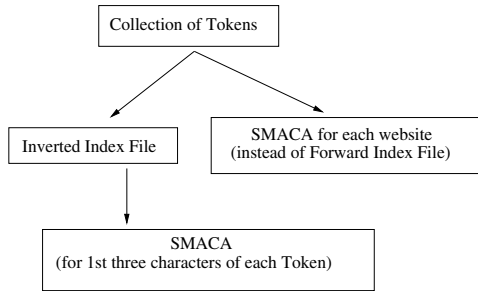 Collection of Tokens
Inverted Index File
SMACA for each website
(instead of Forward Index File)
SMACA
(for 1st three characters of each Token)